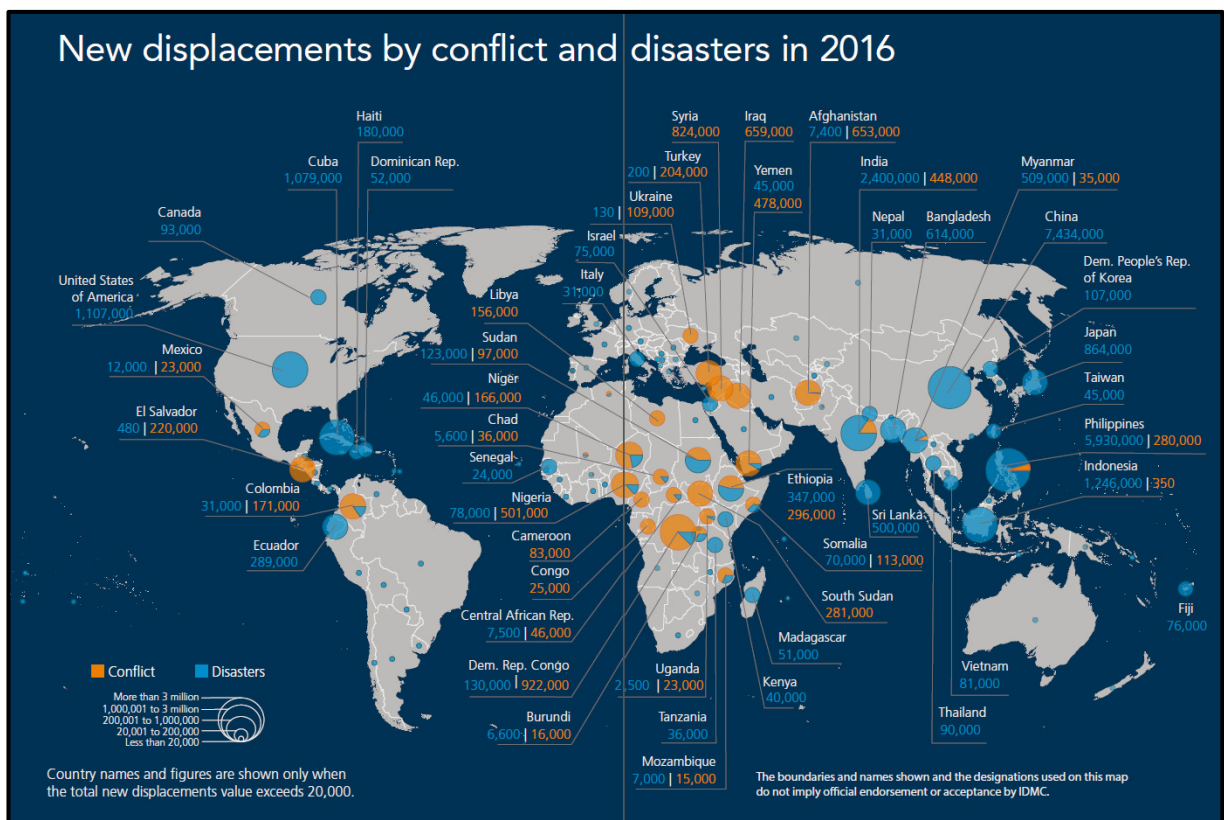 New displacements by conflict and disasters in 2016
Haiti
180,000
Cuba
1,079,000
Dominican Rep.
52,000
Canada
93,000
United States
of America
1,107,000
Mexico
12,000 | 23,000
El Salvador
480 | 220,000
Colombia
31,000 | 171,000
Ecuador
289,000
Syria
824,000
Iraq
659,000
Afghanistan
7,400 | 653,000
Turkey
200 | 204,000
Yemen
45,000
478,000
India
2,400,000 | 448,000
Myanmar
509,000 | 35,000
Ukraine
130 | 109,000
Nepal
31,000
Bangladesh
614,000
China
7,434,000
Israel
75,000
Italy
31,000
Dem. People's Rep.
of Korea
107,000
Libya
156,000
Sudan
123,000 | 97,000
Japan
864,000
Niger
46,000 | 166,000
Taiwan
45,000
Chad
5,600 | 36,000
Philippines
5,930,000 | 280,000
Senegal
24,000
Indonesia
1,246,000 | 350
Nigeria
78,000 | 501,000
Ethiopia
347,000
296,000
Sri Lanka
500,000
Cameroon
83,000
Somalia
70,000 | 113,000
Congo
25,000
South Sudan
281,000
Fiji
76,000
Central African Rep.
7,500 | 46,000
Madagascar
51,000
Dem. Rep. Congo
130,000 | 922,000
Uganda
2,500 | 23,000
Kenya
40,000
Vietnam
81,000
Thailand
90,000
Burundi
6,600 | 16,000
Tanzania
36,000
Mozambique
7,000 | 15,000
Conflict
Disasters
More than 3 million
1,000,001 to 3 million
200,001 to 1,000,000
20,001 to 200,000
Less than 20,000
Country names and figures are shown only when
the total new displacements value exceeds 20,000.
The boundaries and names shown and the designations used on this map
do not imply official endorsement or acceptance by IDMC.